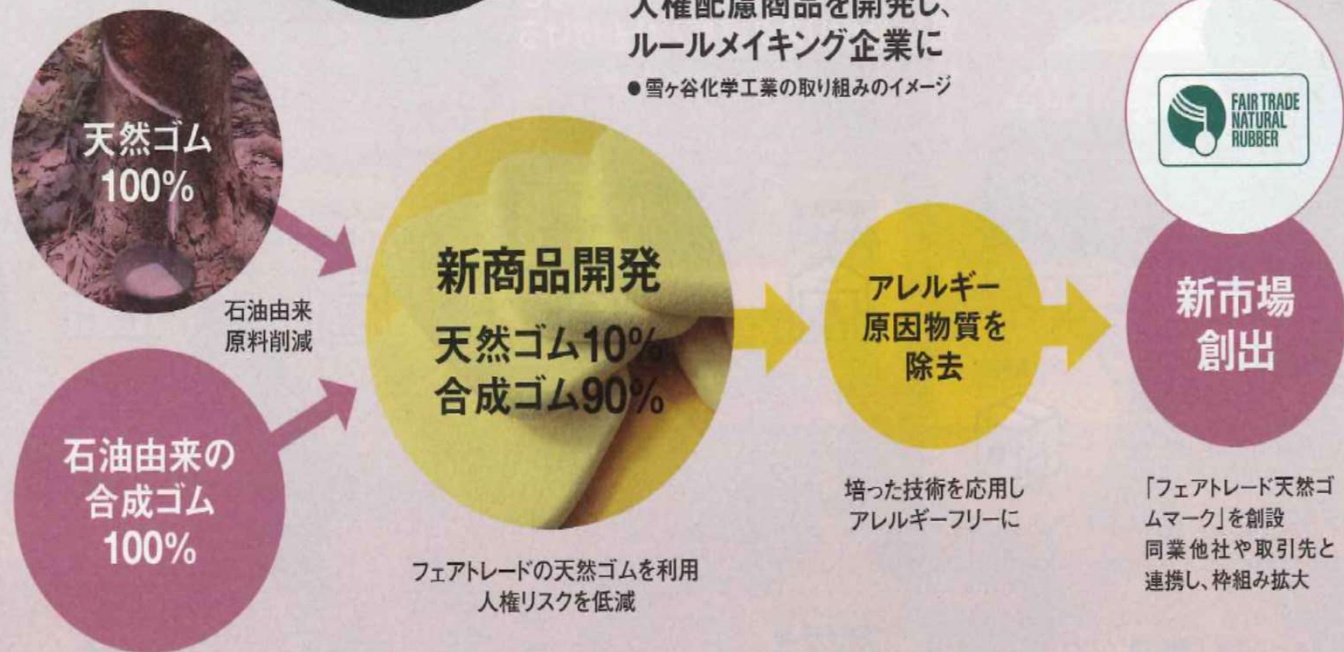 人権配慮商品を開発し、
ルールメイキング企業に
●雪ヶ谷化学工業の取り組みのイメージ
天然ゴム
100%
石油由来
原料削減
石油由来の
合成ゴム
100%
新商品開発
天然ゴム10%
合成ゴム90%
フェアトレードの天然ゴムを利用
人権リスクを低減
アレルギー
原因物質を
除去
培った技術を応用し
アレルギーフリーに
FAIR TRADE
NATURAL
RUBBER
新市場
創出
「フェアトレード天然ゴ
ムマーク」を創設
同業他社や取引先と
連携し、枠組み拡大